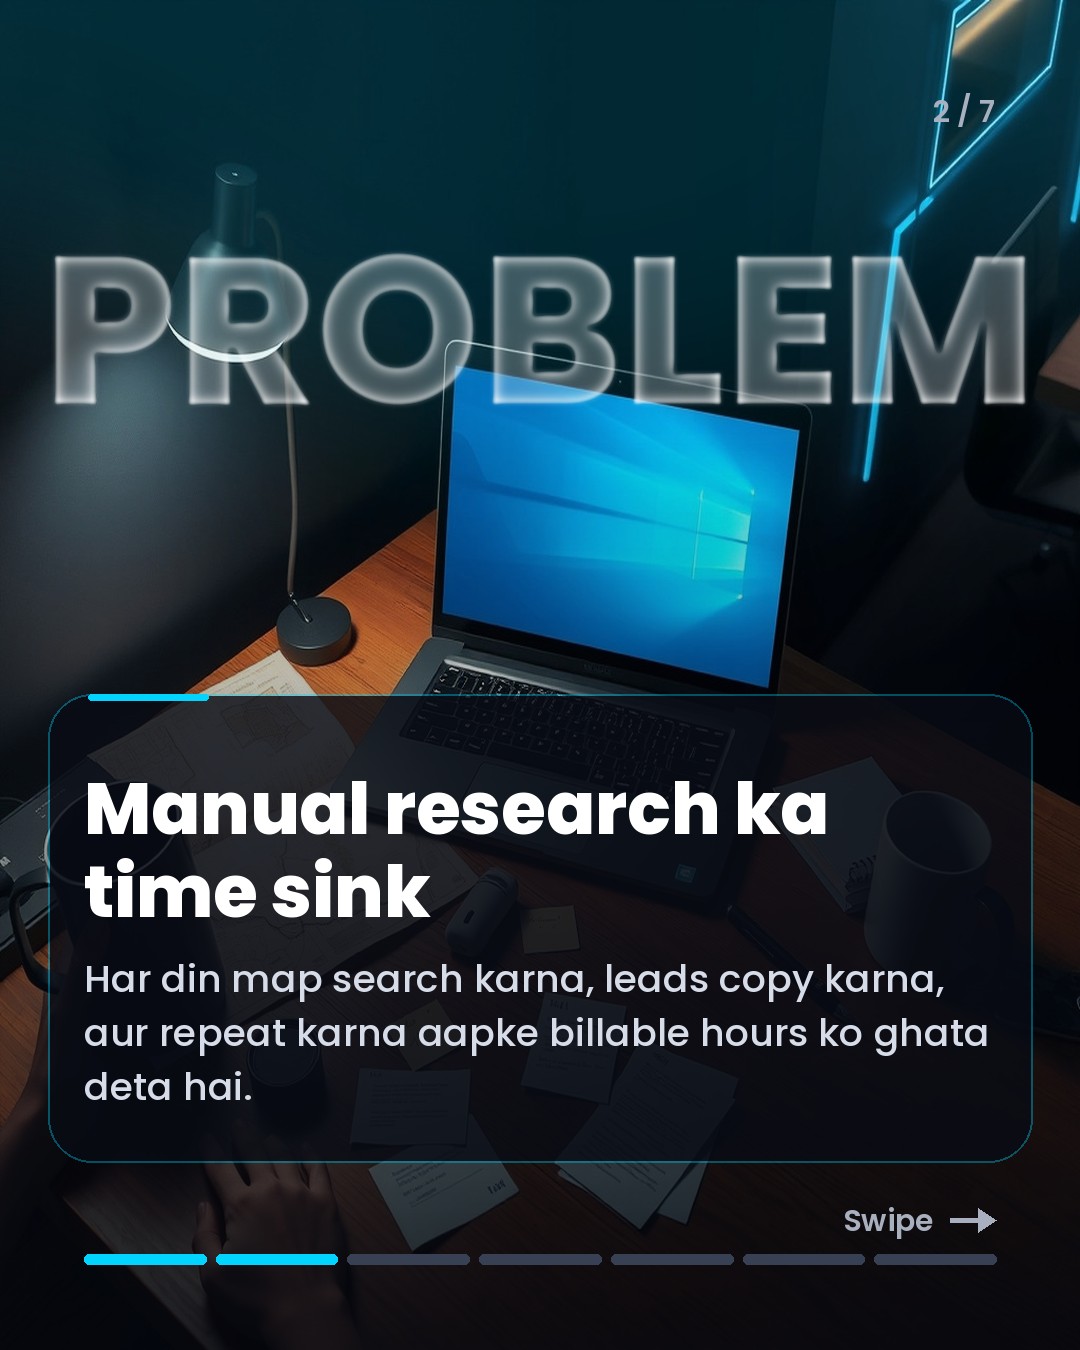 2 / 7
PROBLEM
Manual research ka
time sink
Har din map search karna, leads copy karna,
aur repeat karna aapke billable hours ko ghata
deta hai.
Swipe